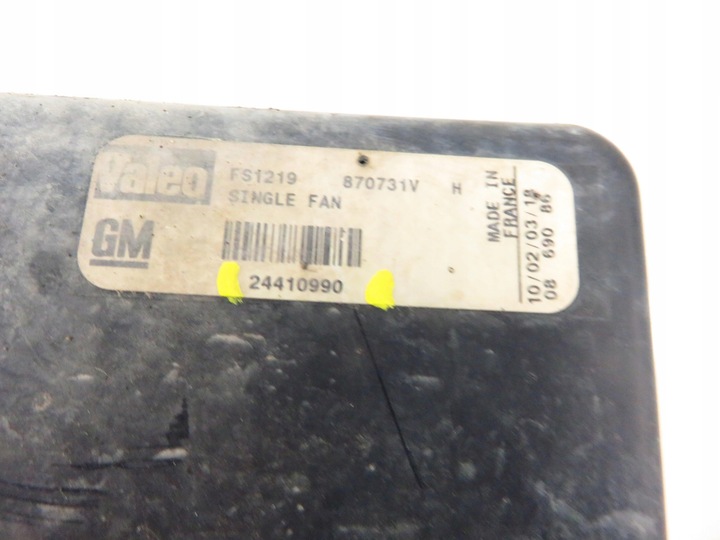 Valeo
FS1219 870731V H
SINGLE FAN
GM
24410990
MADE IN
FRANCE
10/02/03/18
08 690 86